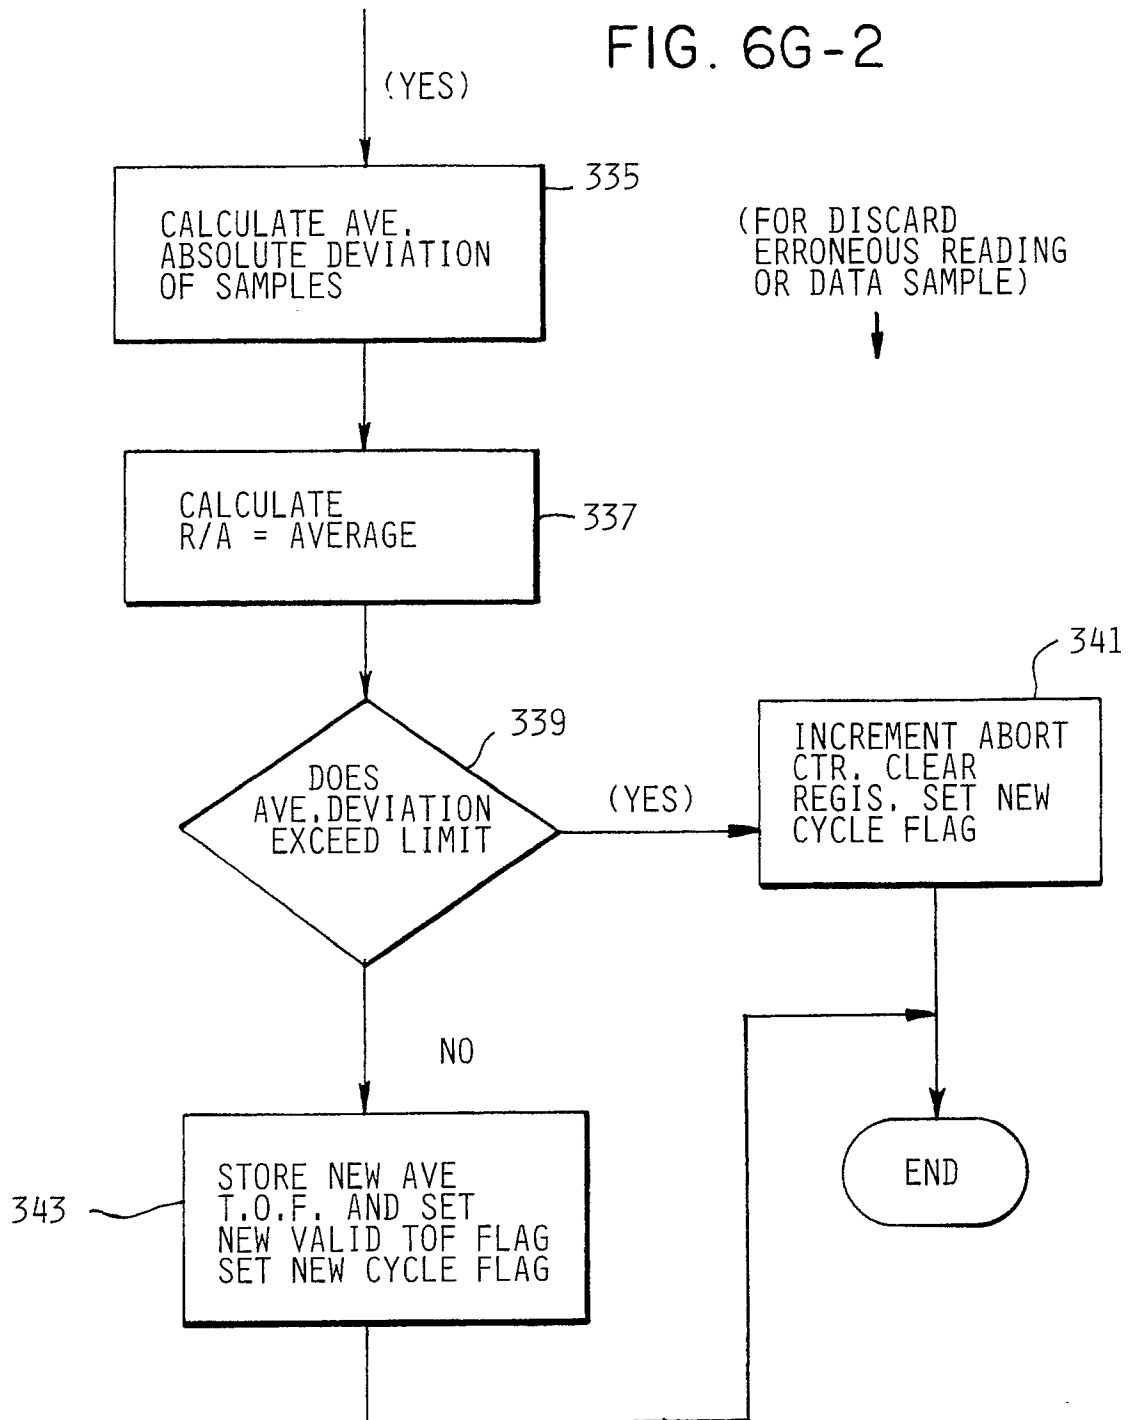 FIG. 6G-2
(YES)
335
CALCULATE AVE.
ABSOLUTE DEVIATION
OF SAMPLES
(FOR DISCARD
ERRONEOUS READING
OR DATA SAMPLE)
CALCULATE
R/A = AVERAGE
337
339
DOES
AVE. DEVIATION
EXCEED LIMIT
(YES)
341
INCREMENT ABORT
CTR. CLEAR
REGIS. SET NEW
CYCLE FLAG
NO
343
STORE NEW AVE
T.O.F. AND SET
NEW VALID TOF FLAG
SET NEW CYCLE FLAG
END